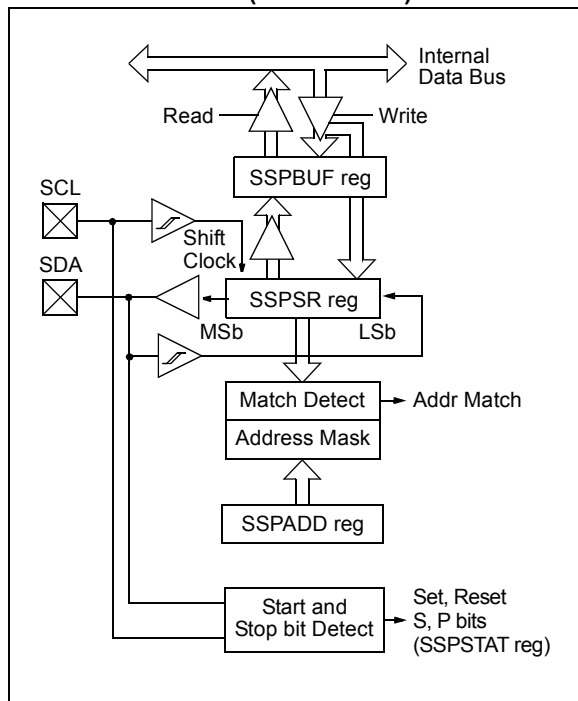 Internal
Data Bus
Read
Write
SSPBUF reg
SCL
Shift
Clock
SDA
SSPSR reg
MSb
LSb
Match Detect
Addr Match
Address Mask
SSPADD reg
Start and
Stop bit Detect
Set, Reset
S, P bits
(SSPSTAT reg)